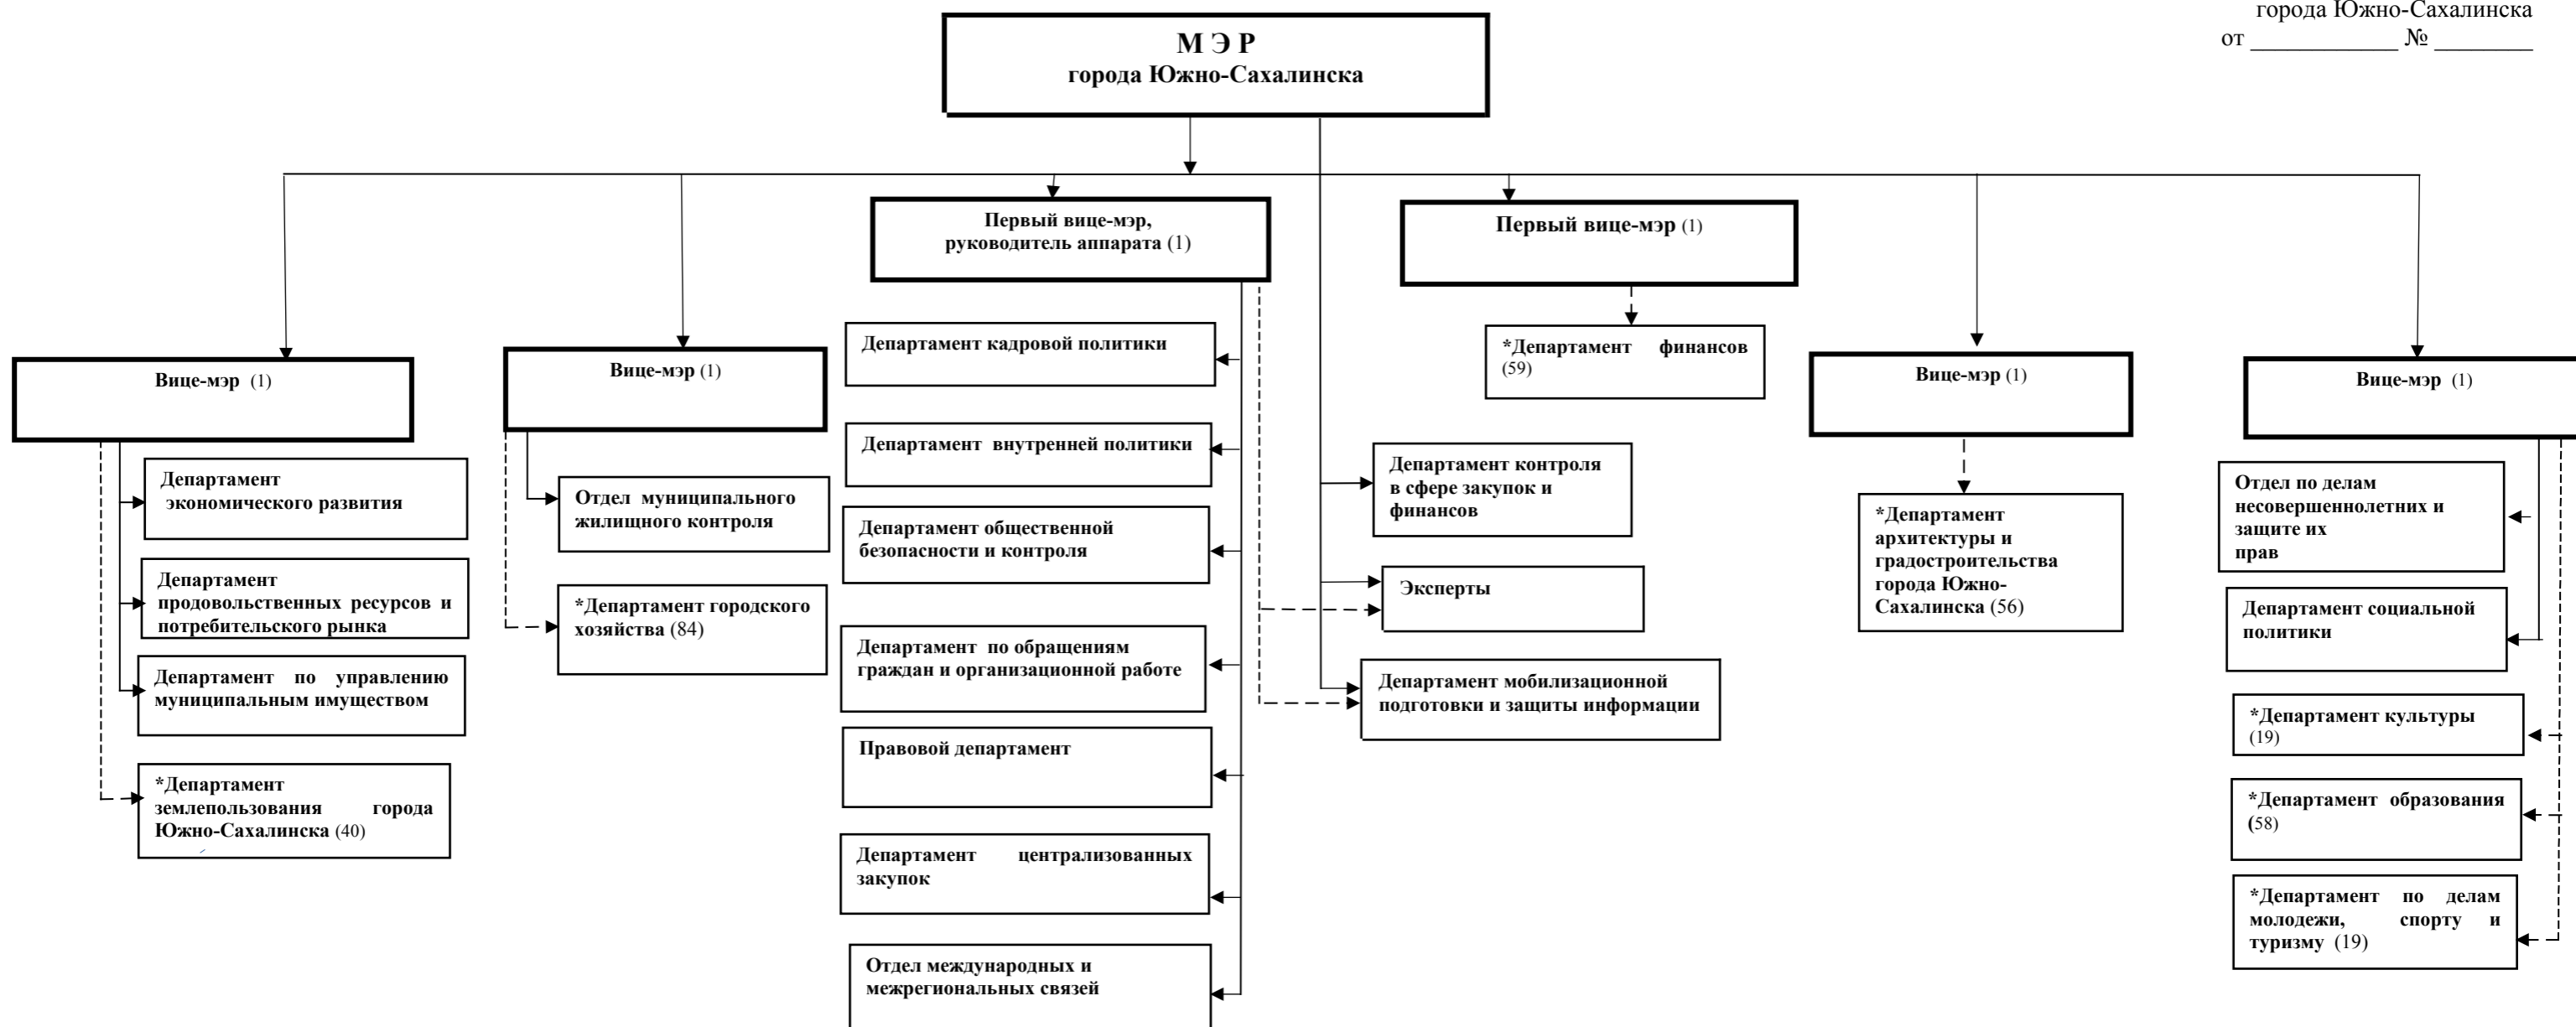 города Южно-Сахалинска
от ____________ № ________
М Э Р
города Южно-Сахалинска
Первый вице-мэр,
руководитель аппарата (1)
Первый вице-мэр (1)
Вице-мэр (1)
Вице-мэр (1)
Вице-мэр (1)
Вице-мэр (1)
Департамент
экономического развития
Департамент
продовольственных ресурсов и
потребительского рынка
Департамент по управлению
муниципальным имуществом
*Департамент
землепользования города
Южно-Сахалинска (40)
Отдел муниципального
жилищного контроля
*Департамент городского
хозяйства (84)
Департамент кадровой политики
Департамент внутренней политики
Департамент общественной
безопасности и контроля
Департамент по обращениям
граждан и организационной работе
Правовой департамент
Департамент централизованных
закупок
Отдел международных и
межрегиональных связей
*Департамент финансов
(59)
Департамент контроля
в сфере закупок и
финансов
Эксперты
Департамент мобилизационной
подготовки и защиты информации
*Департамент
архитектуры и
градостроительства
города Южно-
Сахалинска (56)
Отдел по делам
несовершеннолетних и
защите их
прав
Департамент социальной
политики
*Департамент культуры
(19)
*Департамент образования
(58)
*Департамент по делам
молодежи, спорту и
туризму (19)